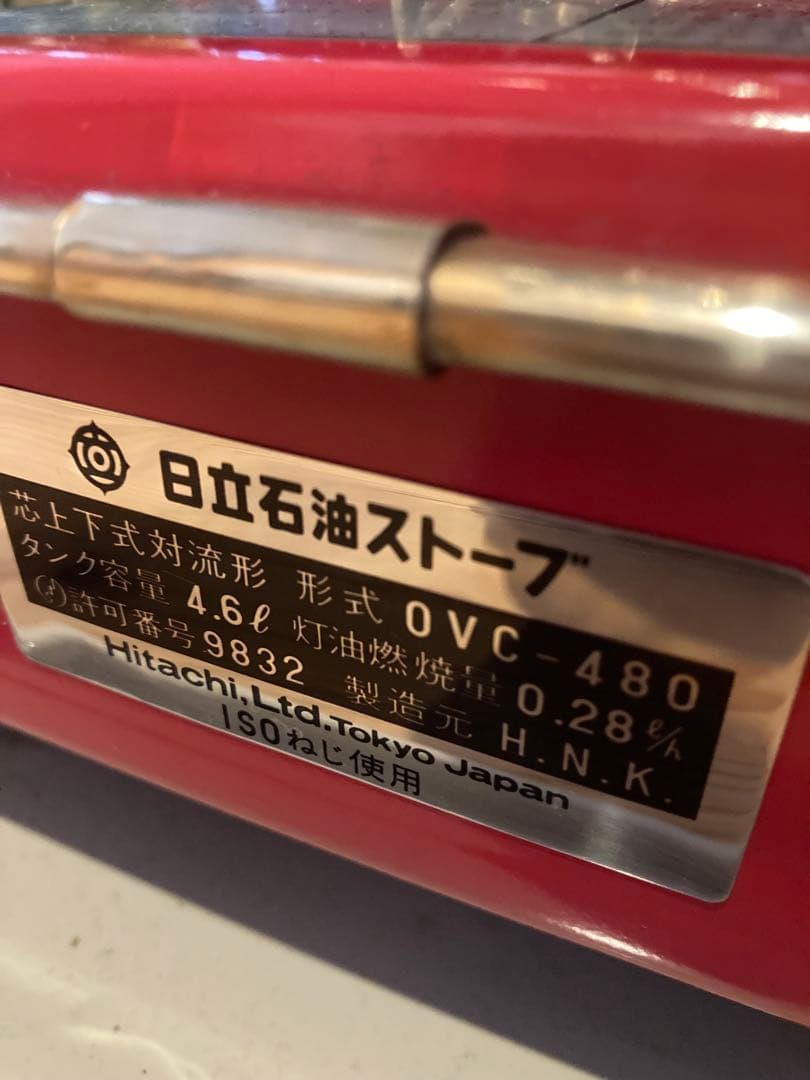 日立石油ストーブ
芯上下式対流形 形式 OVC-480
タンク容量 4.6ℓ 灯油燃焼量 0.28ℓ/h
許可番号 9832 製造元 H.N.K.
Hitachi,Ltd.Tokyo Japan
ISOねじ使用